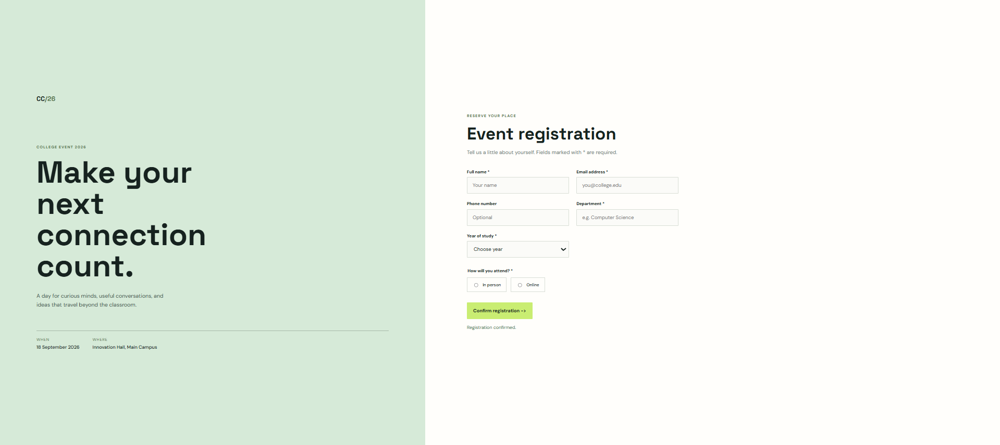 CC/26
COLLEGE EVENT 2026
Make your
next
connection
count.
A day for curious minds, useful conversations, and
ideas that travel beyond the classroom.
WHEN
18 September 2026
WHERE
Innovation Hall, Main Campus
RESERVE YOUR PLACE
Event registration
Tell us a little about yourself. Fields marked with * are required.
Full name *
Your name
Email address *
you@college.edu
Phone number
Optional
Department *
e.g. Computer Science
Year of study *
Choose year
How will you attend? *
In person
Online
Confirm registration ->
Registration confirmed.